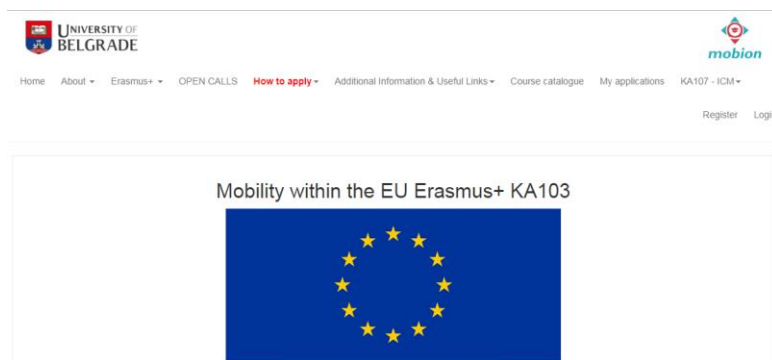 UNIVERSITY OF
BELGRADE
mobion
Home About Erasmus+ OPEN CALLS How to apply Additional Information & Useful Links Course catalogue My applications KA107 - ICM
Register Logi
Mobility within the EU Erasmus+ KA103